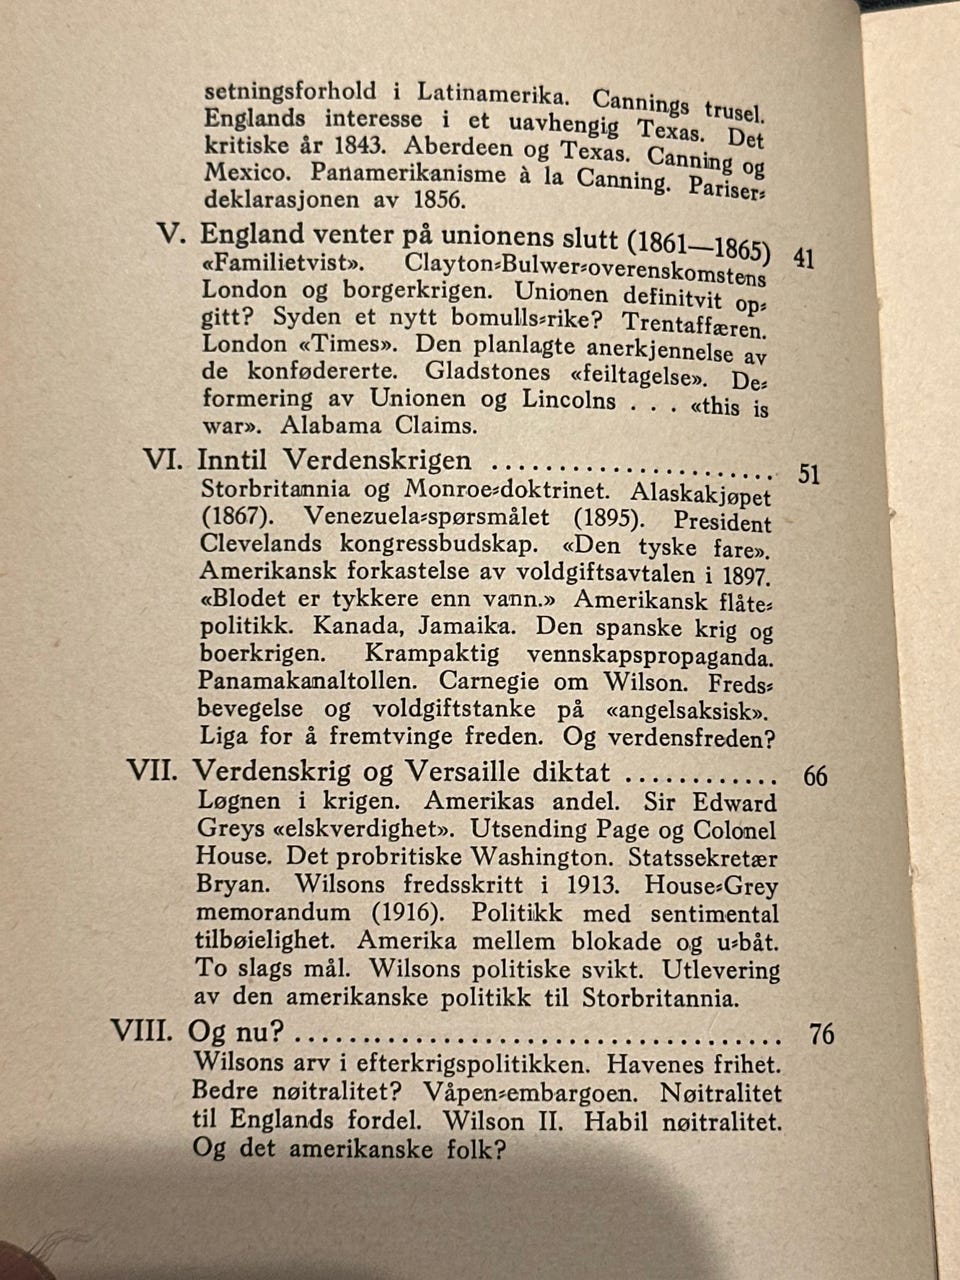 setningsforhold i Latinamerika. Cannings trusel.
Englands interesse i et uavhengig Texas. Det
kritiske år 1843. Aberdeen og Texas. Canning og
Mexico. Panamerikanisme à la Canning. Pariser-
deklarasjonen av 1856.
V. England venter på unionens slutt (1861—1865) 41
«Familietvist». Clayton-Bulwer-overenskomstens
London og borgerkrigen. Unionen definitvit op-
gitt? Syden et nytt bomulls-rike? Trentaffæren.
London «Times». Den planlagte anerkjennelse av
de konfødererte. Gladstones «feiltagelse». De-
formering av Unionen og Lincolns . . . «this is
war». Alabama Claims.
VI. Inntil Verdenskrigen ....................... 51
Storbritannia og Monroe-doktrinet. Alaskakjøpet
(1867). Venezuela-spørsmålet (1895). President
Clevelands kongressbudskap. «Den tyske fare».
Amerikansk forkastelse av voldgiftsavtalen i 1897.
«Blodet er tykkere enn vann.» Amerikansk flåte-
politikk. Kanada, Jamaika. Den spanske krig og
boerkrigen. Krampaktig vennskapspropaganda.
Panamakanaltollen. Carnegie om Wilson. Freds-
bevegelse og voldgiftstanke på «angelsaksisk».
Liga for å fremtvinge freden. Og verdensfreden?
VII. Verdenskrig og Versaille diktat ............ 66
Løgnen i krigen. Amerikas andel. Sir Edward
Greys «elskverdighet». Utsending Page og Colonel
House. Det probritiske Washington. Statssekretær
Bryan. Wilsons fredsskritt i 1913. House-Grey
memorandum (1916). Politikk med sentimental
tilbøielighet. Amerika mellem blokade og u-båt.
To slags mål. Wilsons politiske svikt. Utlevering
av den amerikanske politikk til Storbritannia.
VIII. Og nu? ..................................... 76
Wilsons arv i efterkrigspolitikken. Havenes frihet.
Bedre nøitralitet? Våpen-embargoen. Nøitralitet
til Englands fordel. Wilson II. Habil nøitralitet.
Og det amerikanske folk?